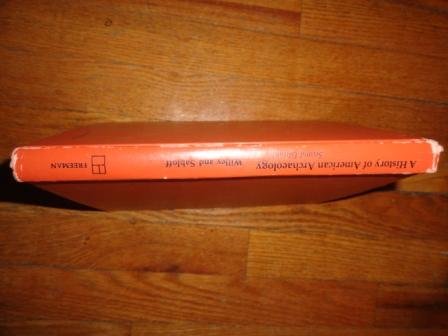 A History of American Archaeology
Second Edition
Willey and Sabloff
FREEMAN